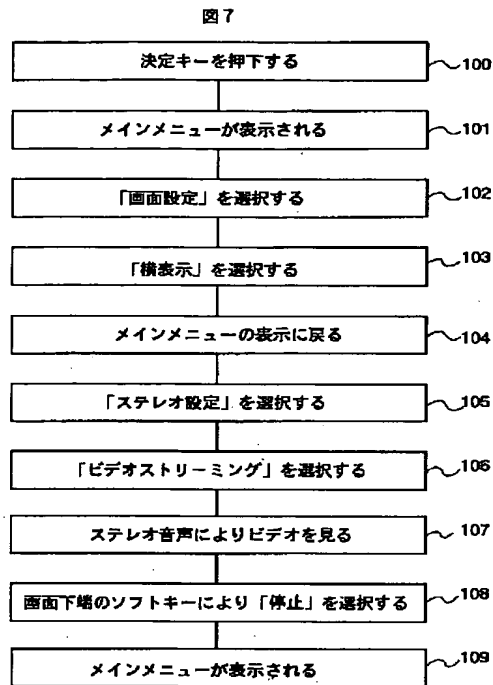 図7
決定キーを押下する
100
メインメニューが表示される
101
「画面設定」を選択する
102
「横表示」を選択する
103
メインメニューの表示に戻る
104
「ステレオ設定」を選択する
105
「ビデオストリーミング」を選択する
106
ステレオ音声によりビデオを見る
107
画面下端のソフトキーにより「停止」を選択する
108
メインメニューが表示される
109